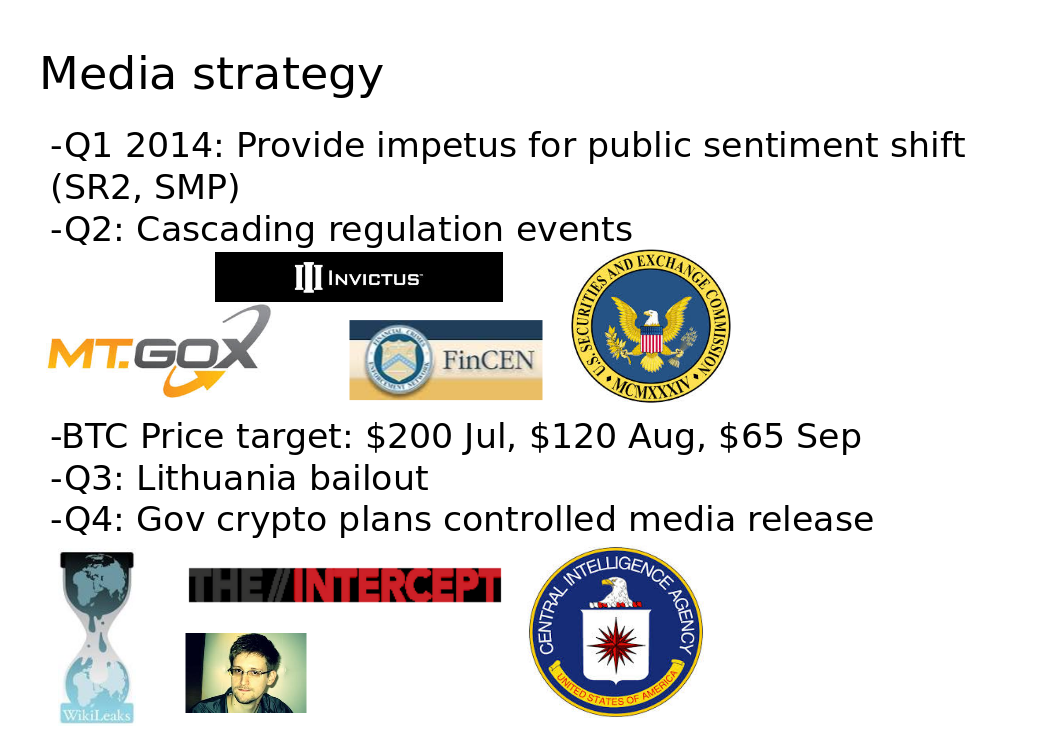 Media strategy
-Q1 2014: Provide impetus for public sentiment shift
(SR2, SMP)
-Q2: Cascading regulation events
INVICTUS
U.S. SECURITIES AND EXCHANGE COMMISSION
MCMXXXIV
MT.GOX
FINANCIAL CRIMES
ENFORCEMENT NETWORK
FinCEN
-BTC Price target: $200 Jul, $120 Aug, $65 Sep
-Q3: Lithuania bailout
-Q4: Gov crypto plans controlled media release
WikiLeaks
THE//INTERCEPT
CENTRAL INTELLIGENCE AGENCY
UNITED STATES OF AMERICA